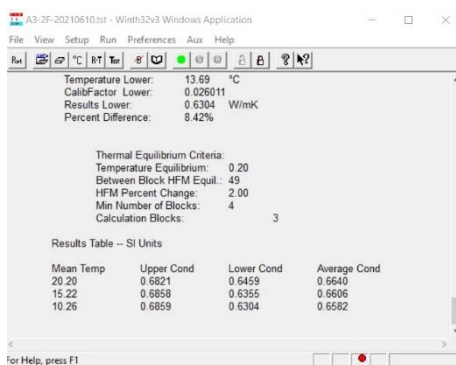 A3-2F-20210610.tst - Winth32v3 Windows Application
File View Setup Run Preferences Aux Help
°C R-T
Temperature Lower: 13.69 °C
CalibFactor Lower: 0.026011
Results Lower: 0.6304 W/mK
Percent Difference: 8.42%
Thermal Equilibrium Criteria:
Temperature Equilibrium: 0.20
Between Block HFM Equil.: 49
HFM Percent Change: 2.00
Min Number of Blocks: 4
Calculation Blocks: 3
Results Table -- SI Units
Mean Temp Upper Cond Lower Cond Average Cond
20.20 0.6821 0.6459 0.6640
15.22 0.6858 0.6355 0.6606
10.26 0.6859 0.6304 0.6582
For Help, press F1